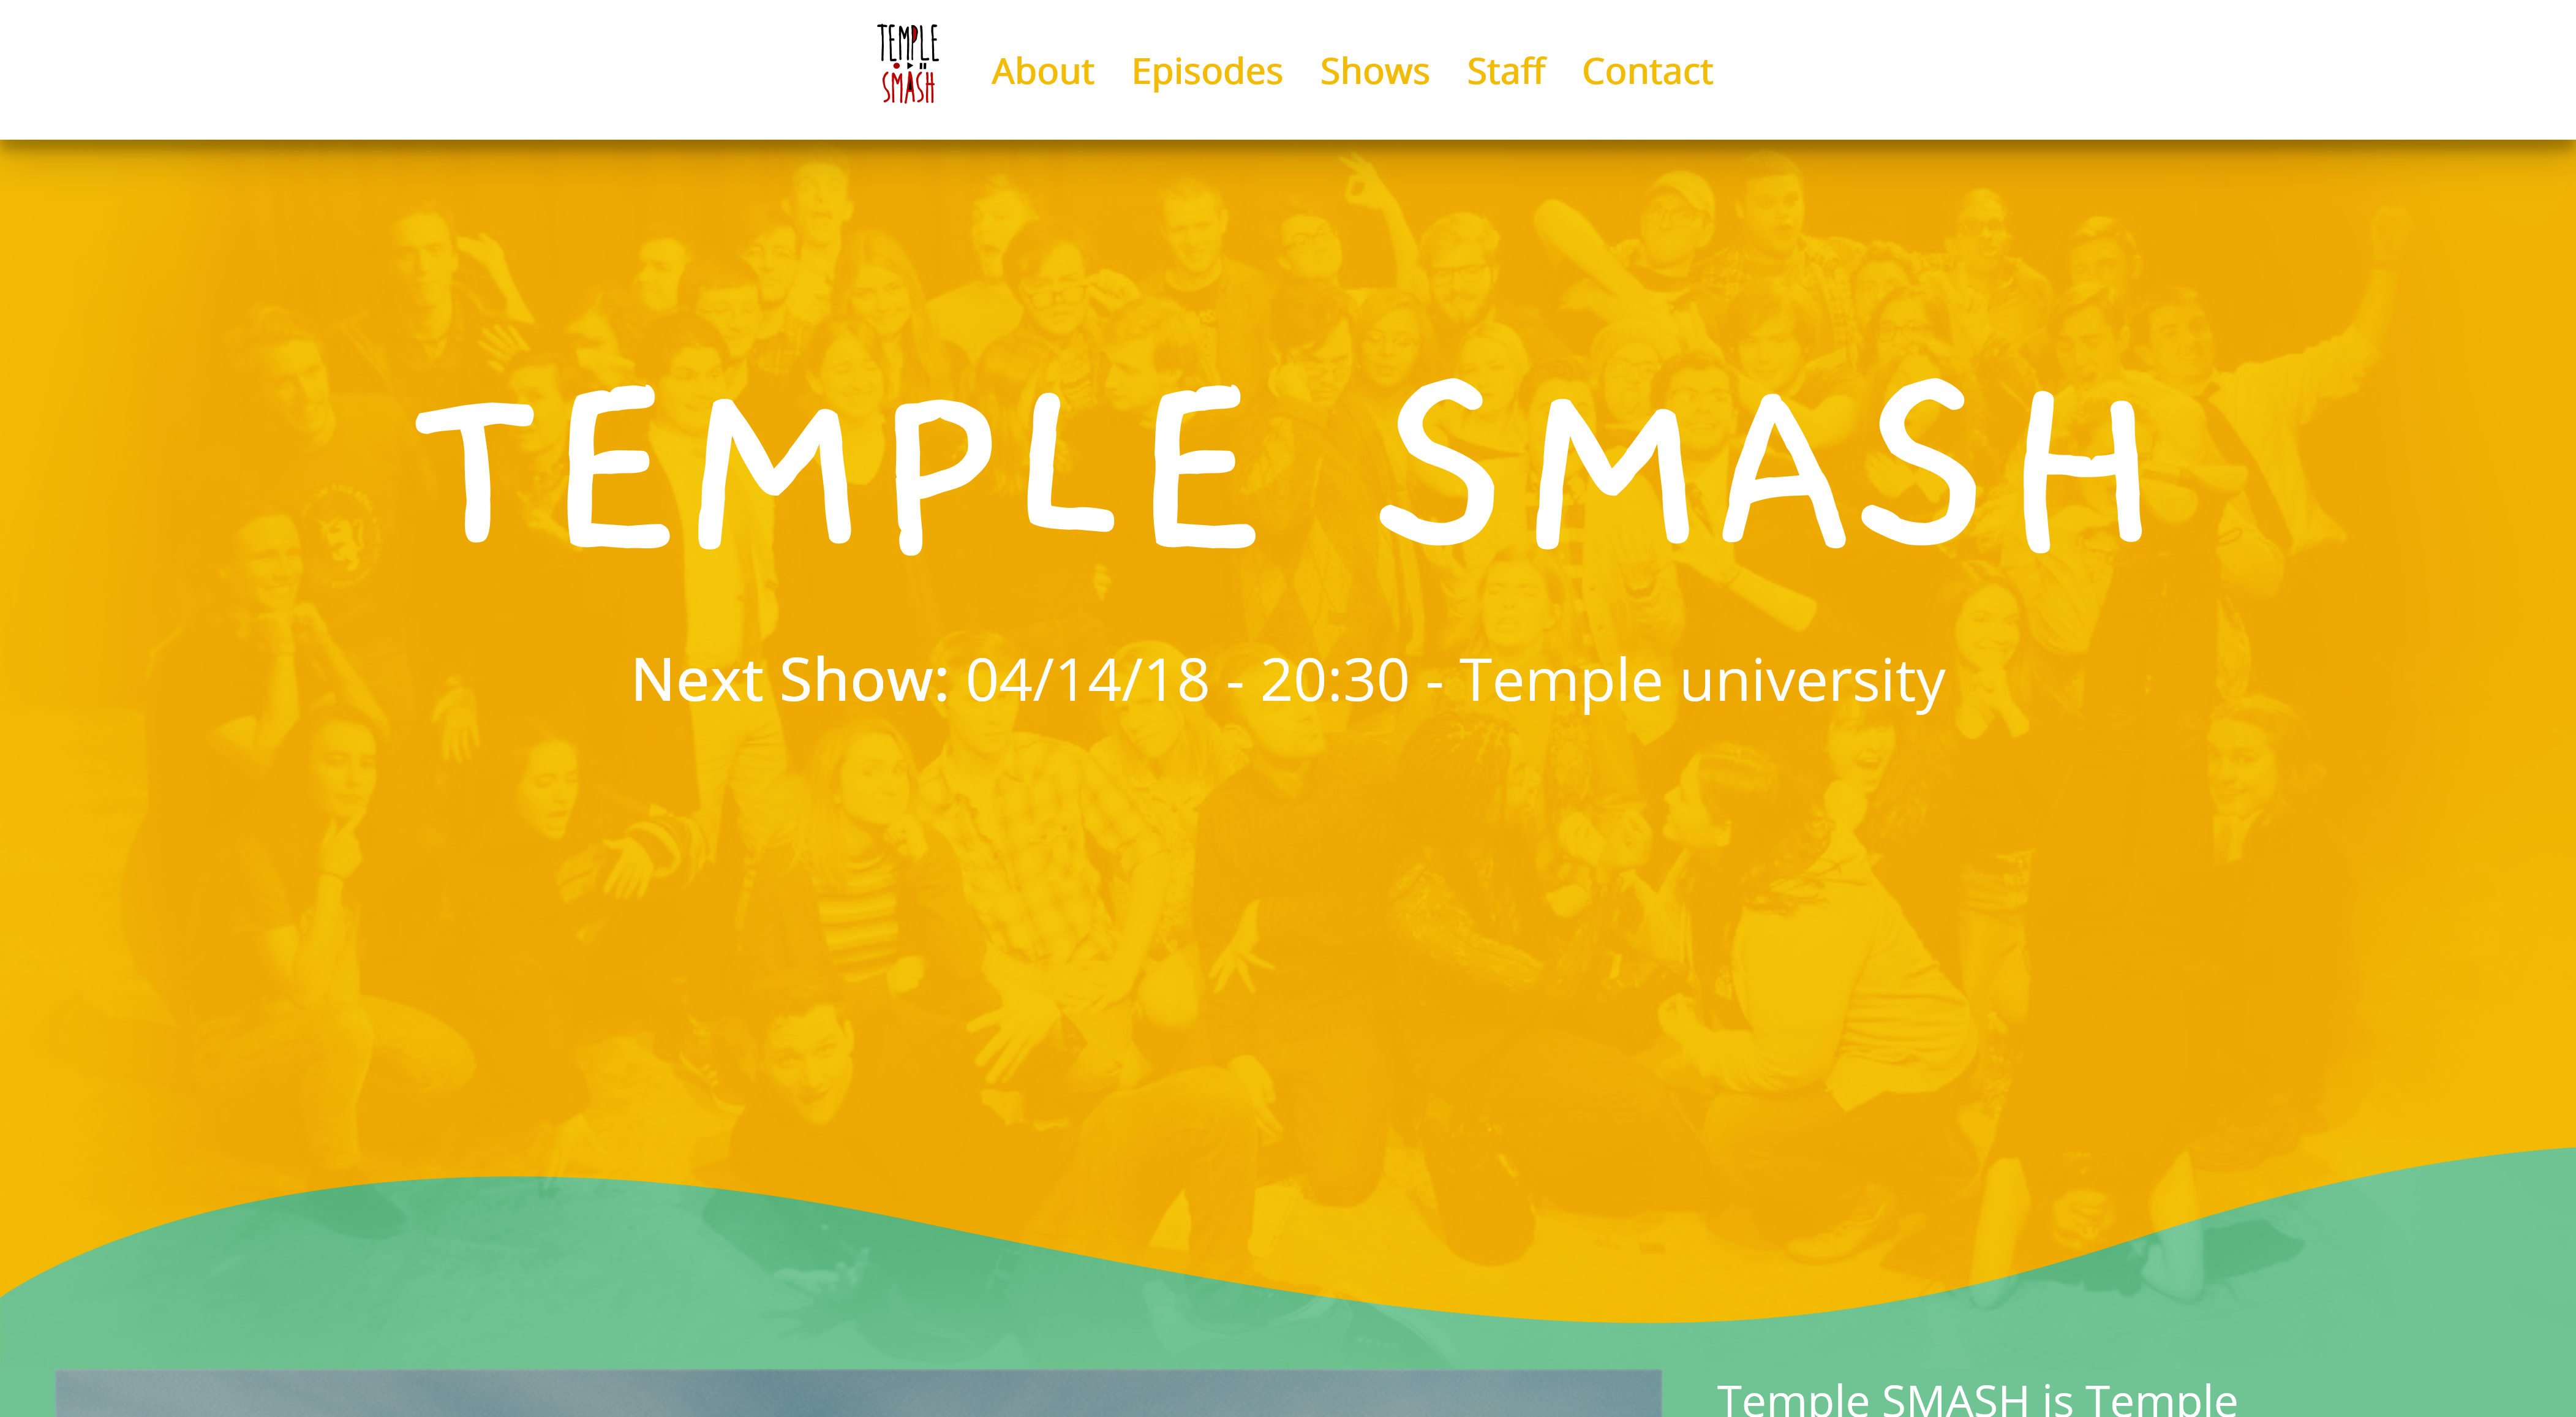 TEMPLE
SMASH
About Episodes Shows Staff Contact
TEMPLE SMASH
Next Show: 04/14/18 - 20:30 - Temple university
Temple SMASH is Temple